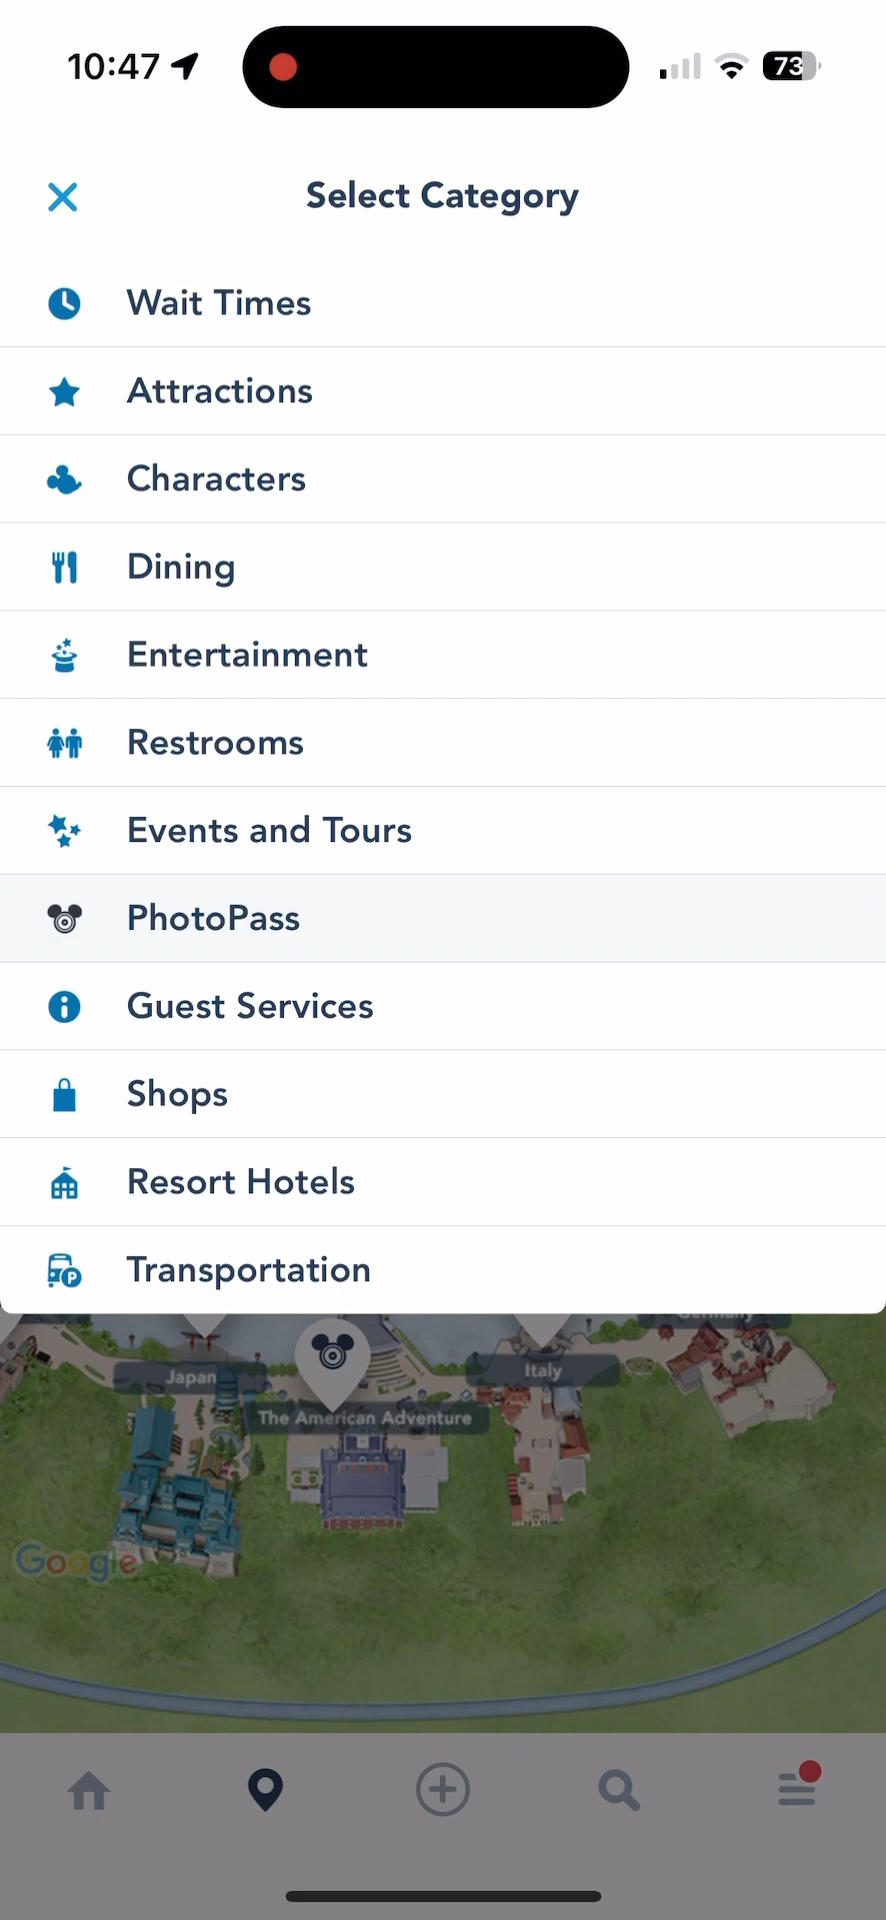 10:47
73
Select Category
Wait Times
Attractions
Characters
Dining
Entertainment
Restrooms
Events and Tours
PhotoPass
Guest Services
Shops
Resort Hotels
P
Transportation
Germany
Japan
Italy
The American Adventure
Google